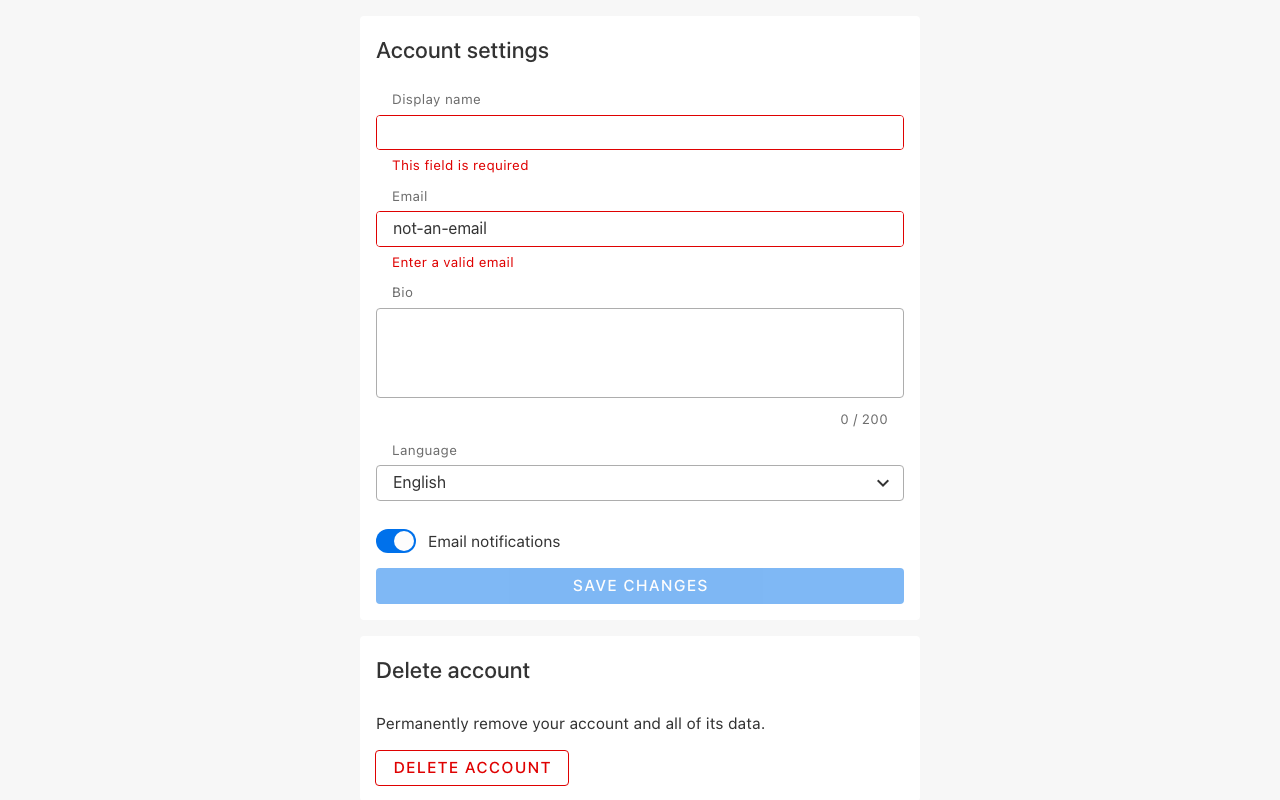 Account settings
Display name
This field is required
Email
not-an-email
Enter a valid email
Bio
0 / 200
Language
English
Email notifications
SAVE CHANGES
Delete account
Permanently remove your account and all of its data.
DELETE ACCOUNT